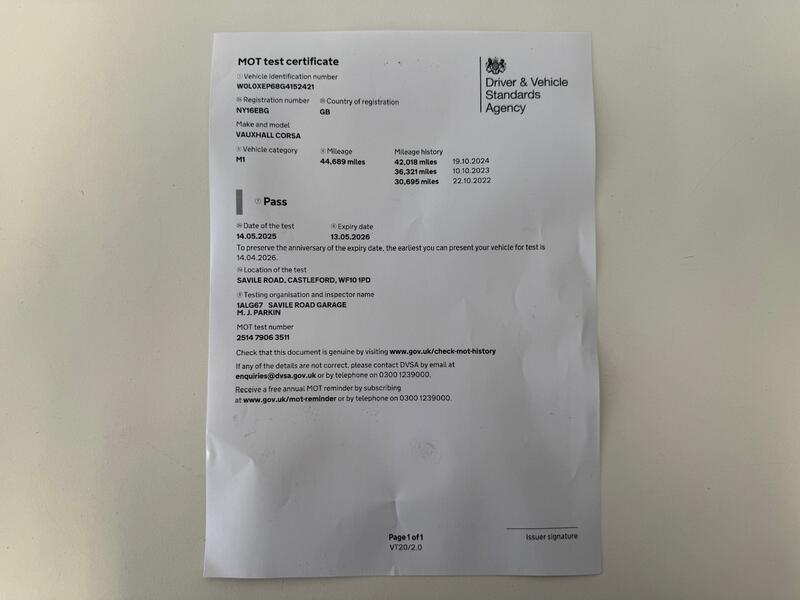 MOT test certificate
Vehicle identification number
W0L0XEP68G4152421
Registration number
Country of registration
NY16EBG
GB
Make and model
VAUXHALL CORSA
Vehicle category
Mileage
Mileage history
M1
44,689 miles
42,018 miles 19.10.2024
36,321 miles 10.10.2023
30,695 miles 22.10.2022
Driver & Vehicle
Standards
Agency
Pass
Date of the test
Expiry date
14.05.2025
13.05.2026
To preserve the anniversary of the expiry date, the earliest you can present your vehicle for test is
14.04.2026.
Location of the test
SAVILE ROAD, CASTLEFORD, WF10 1PD
Testing organisation and inspector name
1ALG67 SAVILE ROAD GARAGE
M. J. PARKIN
MOT test number
2514 7906 3511
Check that this document is genuine by visiting www.gov.uk/check-mot-history
If any of the details are not correct, please contact DVSA by email at
enquiries@dvsa.gov.uk or by telephone on 0300 1239000.
Receive a free annual MOT reminder by subscribing
at www.gov.uk/mot-reminder or by telephone on 0300 1239000.
Page 1 of 1
VT20/2.0
Issuer signature